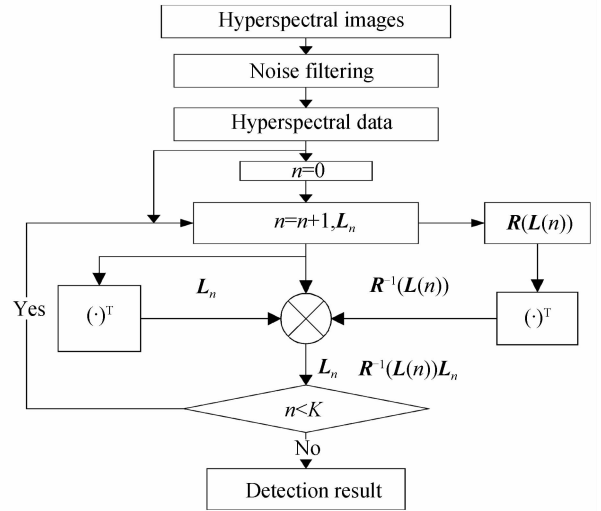 Hyperspectral images
Noise filtering
Hyperspectral data
n=0
n=n+1,Lₙ
R(L(n))
Yes
(·)ᵀ
Lₙ
R⁻¹(L(n))
(·)ᵀ
Lₙ R⁻¹(L(n))Lₙ
n<K
No
Detection result